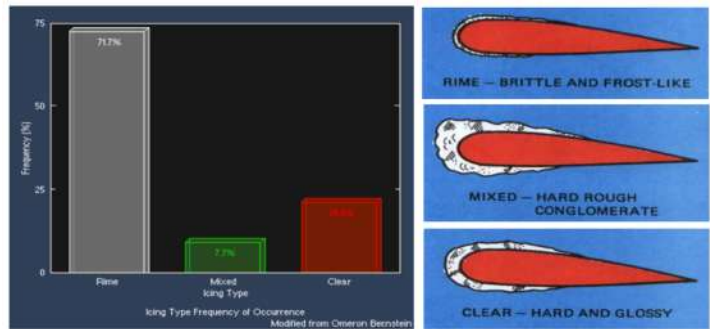 75
71.7%
50
Frequency [%]
25
7.7%
0
Rime Mixed Clear
Icing Type
Icing Type Frequency of Occurrence
Modified from Omeron Bernstein
RIME – BRITTLE AND FROST-LIKE
MIXED – HARD ROUGH
CONGLOMERATE
CLEAR – HARD AND GLOSSY